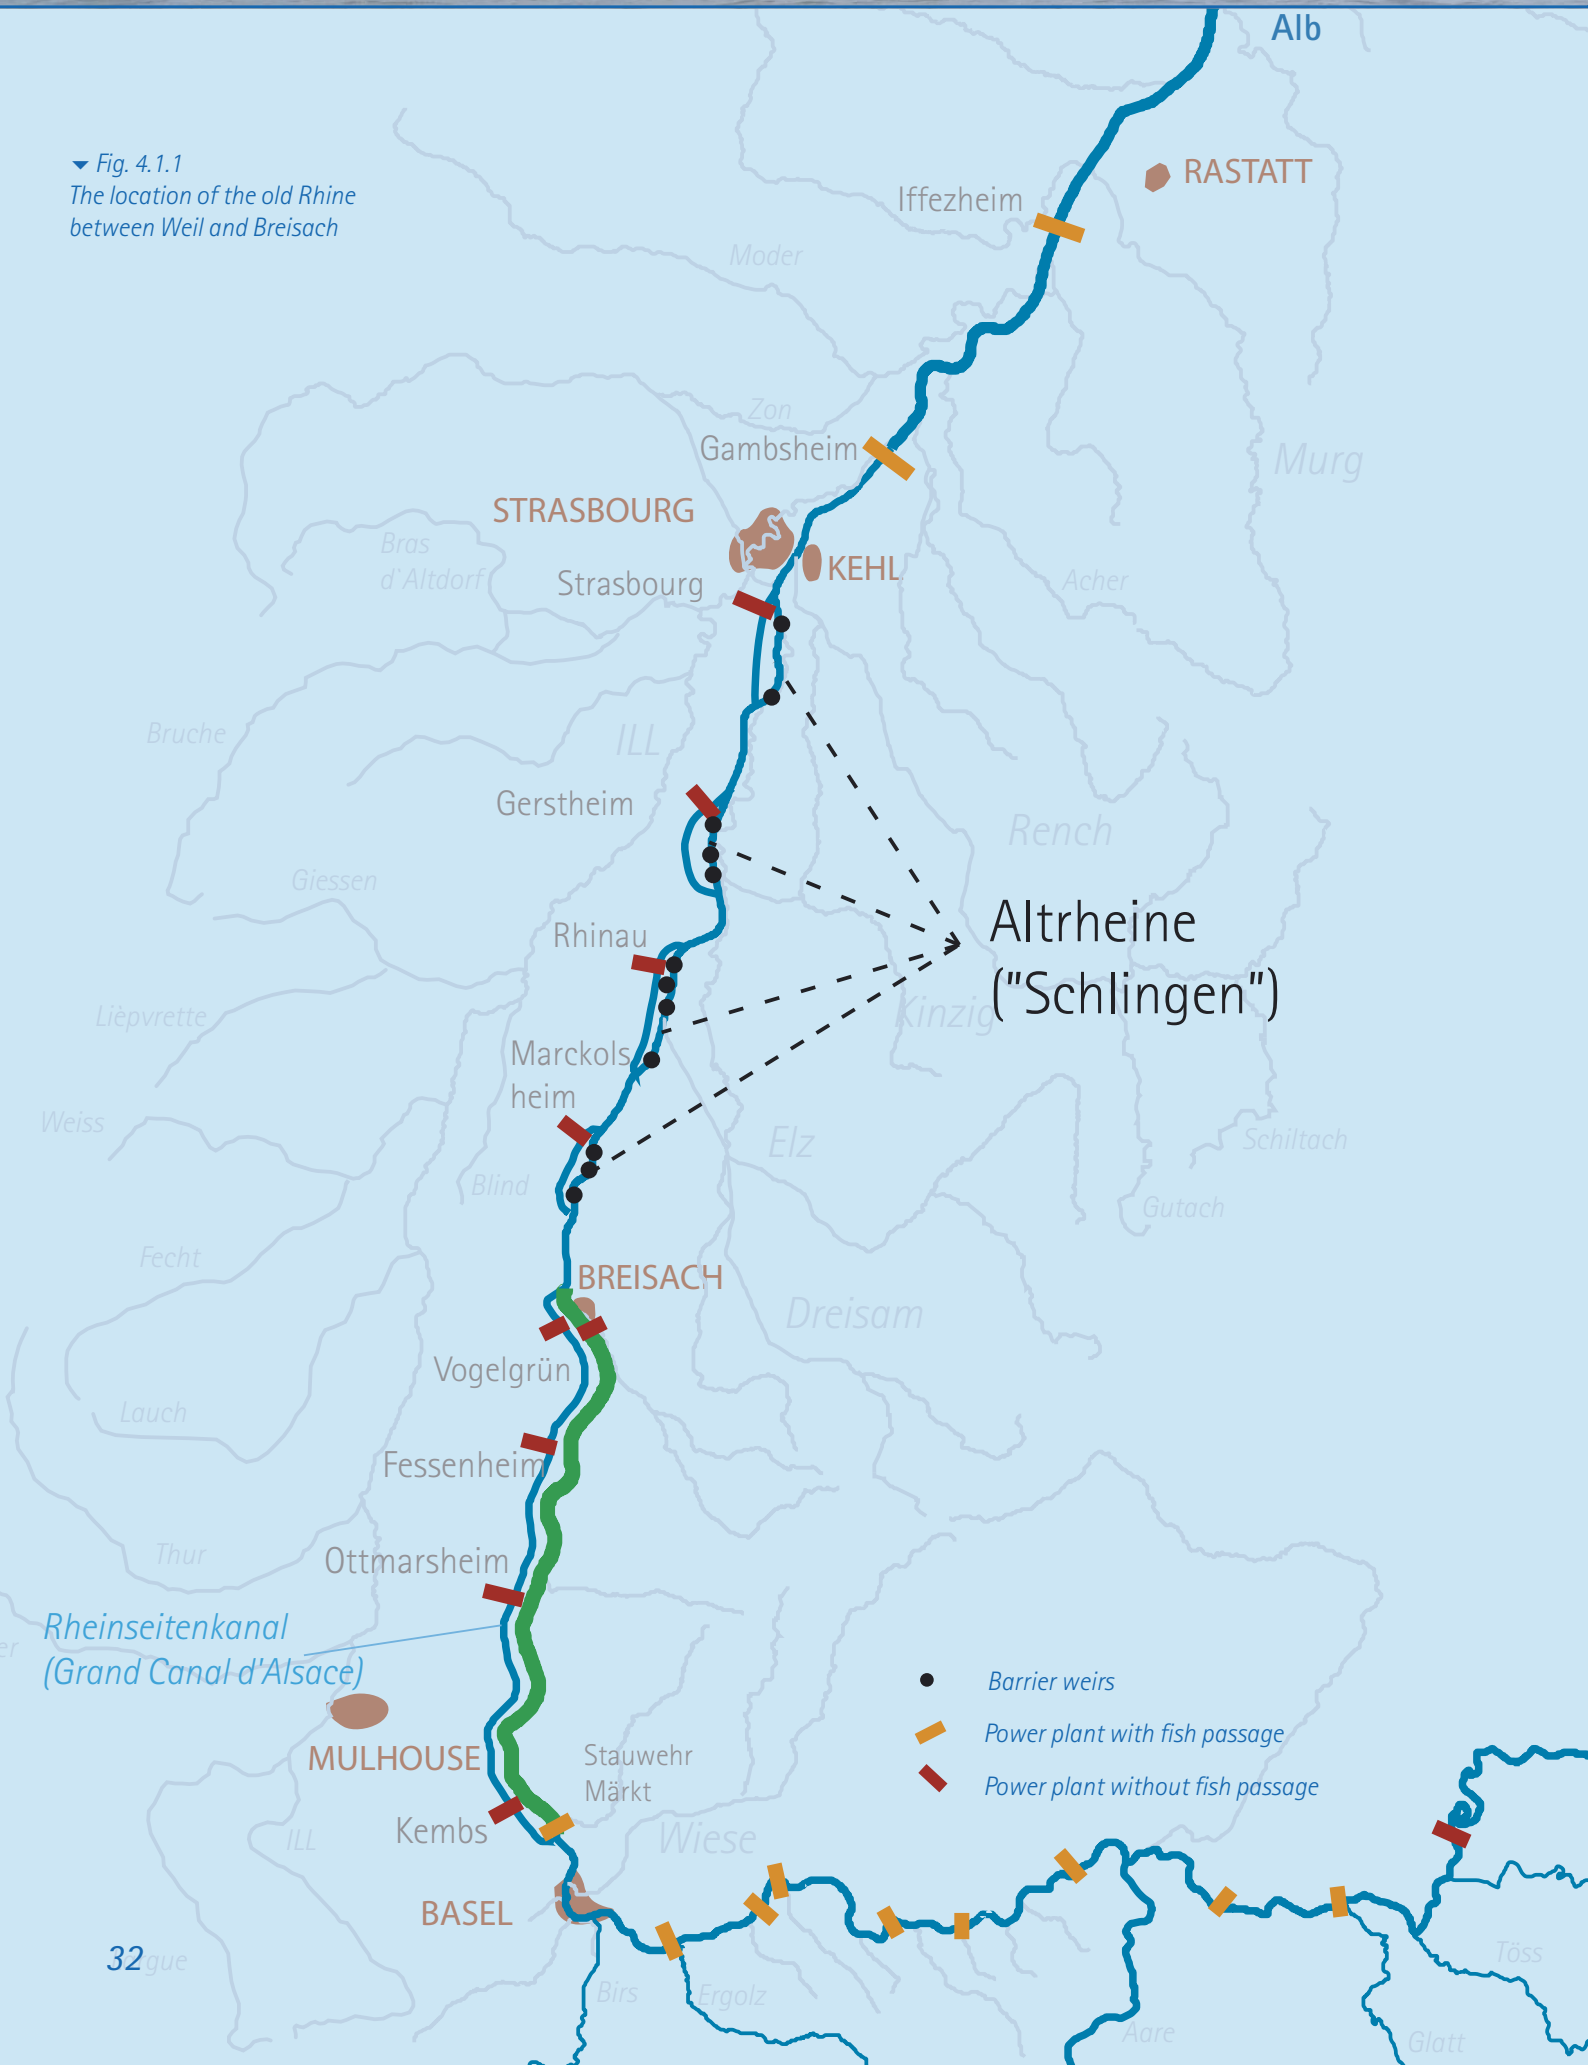 Alb
▾ Fig. 4.1.1
The location of the old Rhine
between Weil and Breisach
RASTATT
Iffezheim
Moder
Zon
Gambsheim
Murg
STRASBOURG
Bras
d'Altdorf
KEHL
Strasbourg
Acher
Bruche
ILL
Gerstheim
Rench
Giessen
Altrheine
("Schlingen")
Rhinau
Kinzig
Lièpvrette
Marckols
heim
Weiss
Elz
Schiltach
Blind
Gutach
Fecht
BREISACH
Dreisam
Vogelgrün
Lauch
Fessenheim
Thur
Ottmarsheim
Rheinseitenkanal
(Grand Canal d'Alsace)
er
Barrier weirs
Power plant with fish passage
Power plant without fish passage
MULHOUSE
Stauwehr
Märkt
Kembs
ILL
Wiese
BASEL
32
Töss
Birs
Ergolz
Aare
Glatt